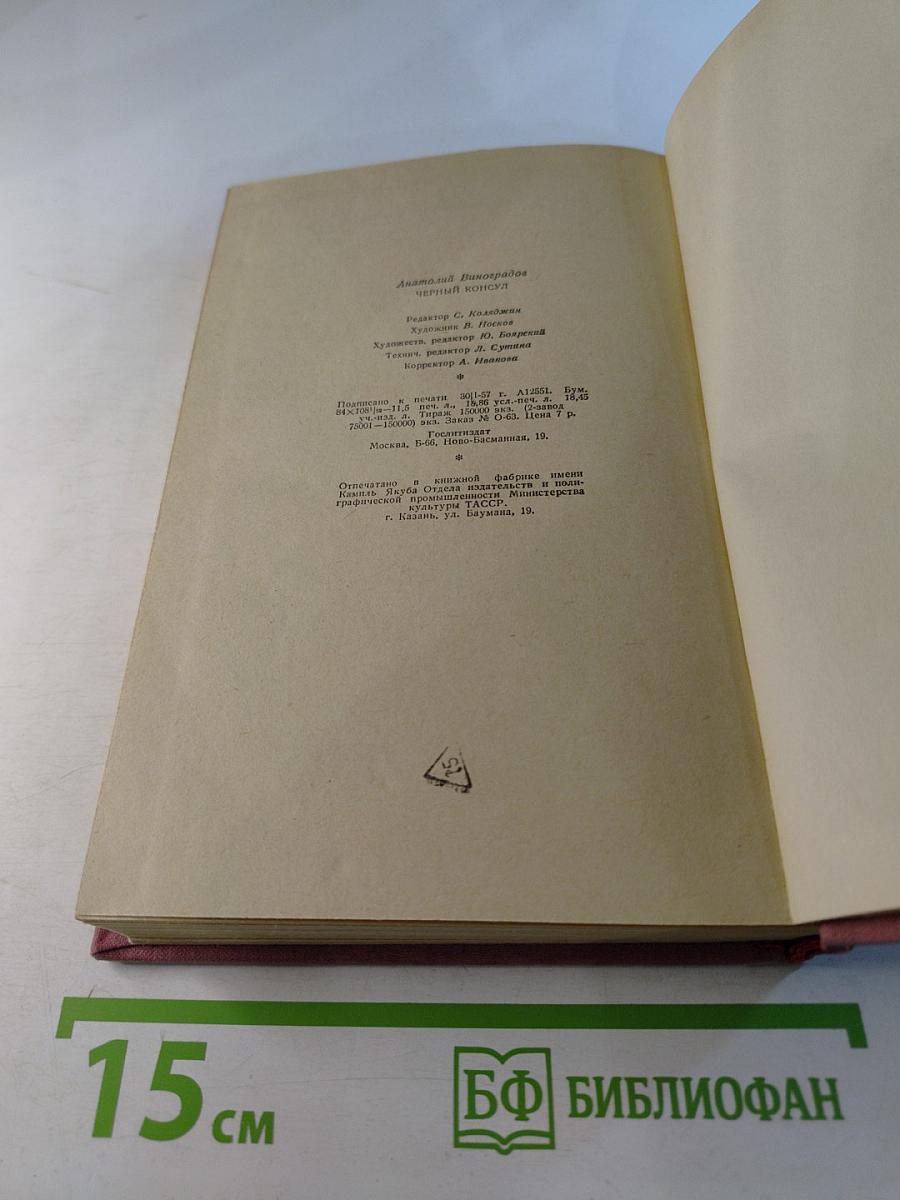 Анатолий Виноградов
ЧЕРНЫЙ КОНСУЛ
Редактор С. Коляджин
Художник В. Носков
Художеств. редактор Ю. Боярский
Технич. редактор Л. Сутина
Корректор А. Иванова
*
Подписано к печати 30/I-57 г. А12551. Бум.
84×108¹/₃₂—11,5 печ. л., 18,86 усл.-печ. л. 18,45
уч.-изд. л. Тираж 150000 экз. (2-завод
75001—150000) экз. Заказ № О-63. Цена 7 р.
Гослитиздат
Москва, Б-66, Ново-Басманная, 19.
*
Отпечатано в книжной фабрике имени
Камиль Якуба Отдела издательств и поли-
графической промышленности Министерства
культуры ТАССР.
г. Казань, ул. Баумана, 19.
15 см
БФ БИБЛИОФАН